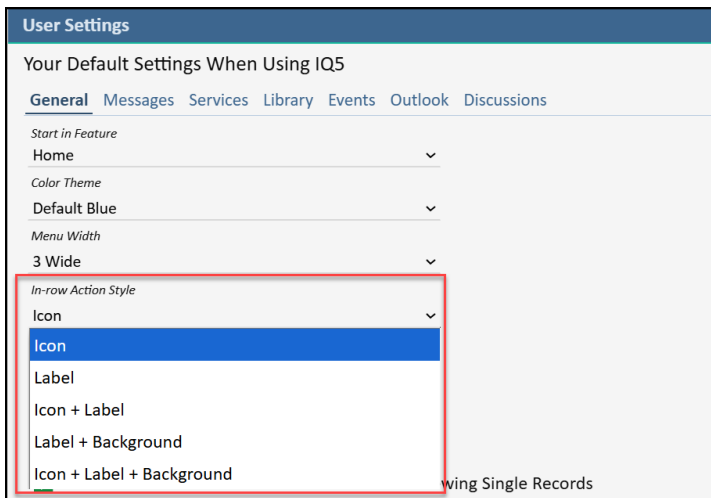 User Settings
Your Default Settings When Using IQ5
General Messages Services Library Events Outlook Discussions
Start in Feature
Home
Color Theme
Default Blue
Menu Width
3 Wide
In-row Action Style
Icon
Icon
Label
Icon + Label
Label + Background
Icon + Label + Background
wing Single Records